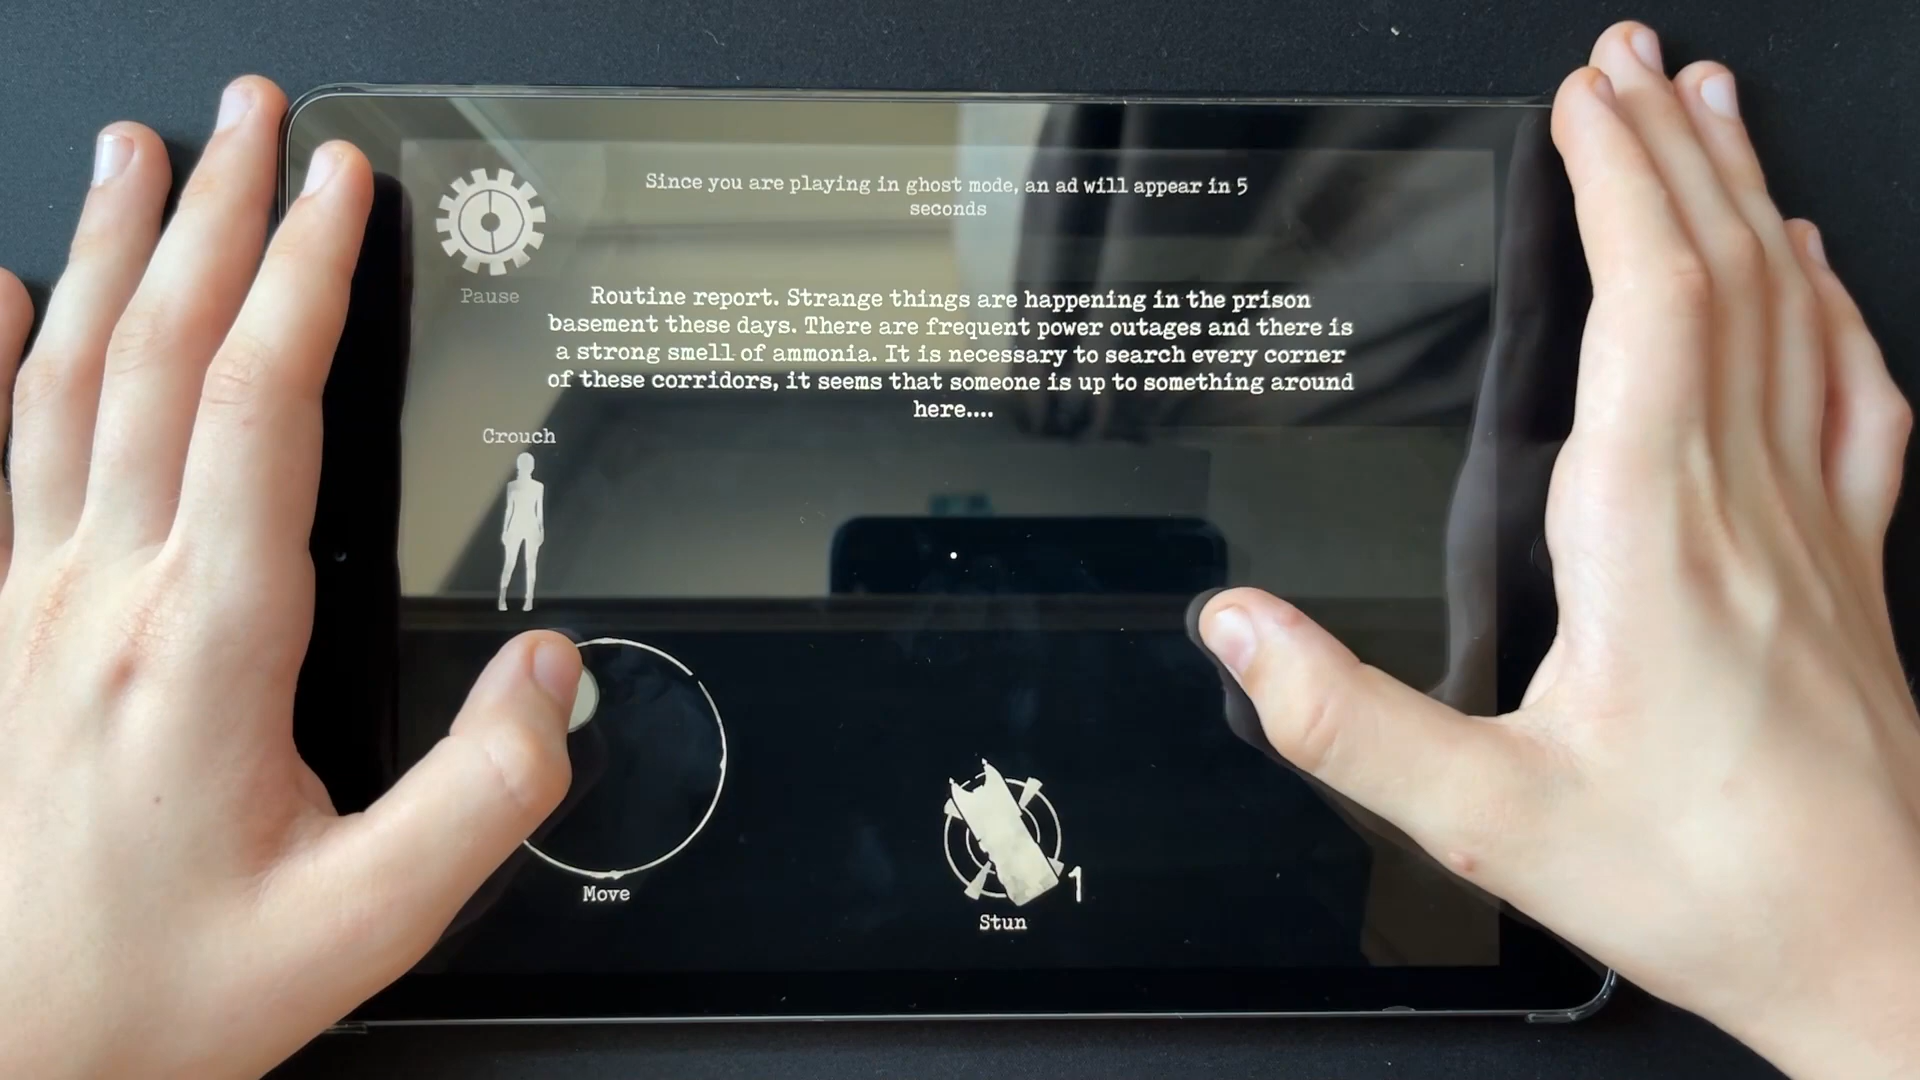 Since you are playing in ghost mode, an ad will appear in 5
seconds
Pause
Routine report. Strange things are happening in the prison
basement these days. There are frequent power outages and there is
a strong smell of ammonia. It is necessary to search every corner
of these corridors, it seems that someone is up to something around
here....
Crouch
Move
1
Stun